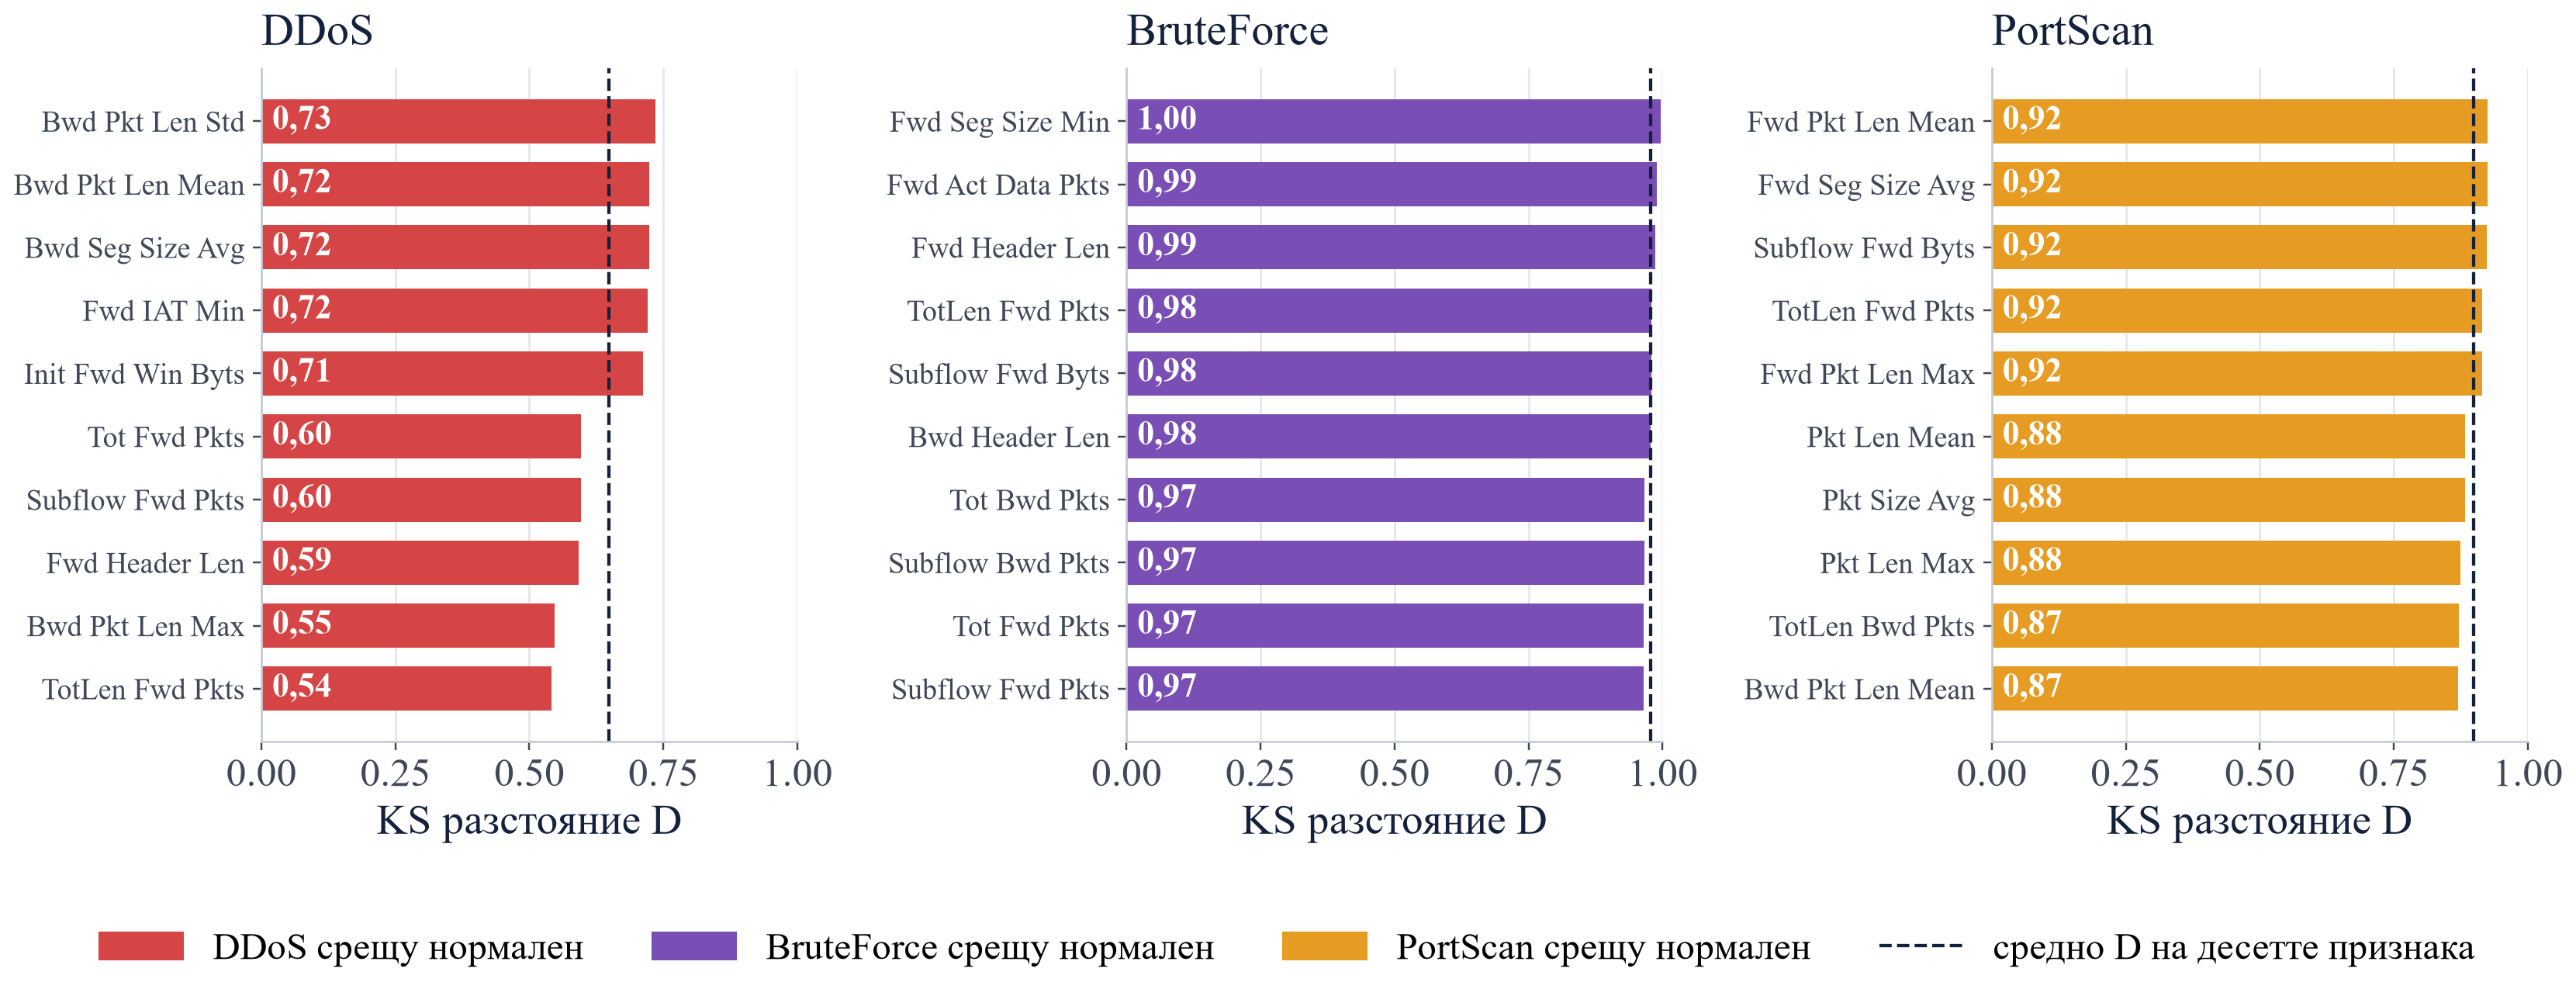 DDoS
Bwd Pkt Len Std 0,73
Bwd Pkt Len Mean 0,72
Bwd Seg Size Avg 0,72
Fwd IAT Min 0,72
Init Fwd Win Byts 0,71
Tot Fwd Pkts 0,60
Subflow Fwd Pkts 0,60
Fwd Header Len 0,59
Bwd Pkt Len Max 0,55
TotLen Fwd Pkts 0,54
0.00 0.25 0.50 0.75 1.00
KS разстояние D
BruteForce
Fwd Seg Size Min 1,00
Fwd Act Data Pkts 0,99
Fwd Header Len 0,99
TotLen Fwd Pkts 0,98
Subflow Fwd Byts 0,98
Bwd Header Len 0,98
Tot Bwd Pkts 0,97
Subflow Bwd Pkts 0,97
Tot Fwd Pkts 0,97
Subflow Fwd Pkts 0,97
0.00 0.25 0.50 0.75 1.00
KS разстояние D
PortScan
Fwd Pkt Len Mean 0,92
Fwd Seg Size Avg 0,92
Subflow Fwd Byts 0,92
TotLen Fwd Pkts 0,92
Fwd Pkt Len Max 0,92
Pkt Len Mean 0,88
Pkt Size Avg 0,88
Pkt Len Max 0,88
TotLen Bwd Pkts 0,87
Bwd Pkt Len Mean 0,87
0.00 0.25 0.50 0.75 1.00
KS разстояние D
DDoS срещу нормален
BruteForce срещу нормален
PortScan срещу нормален
средно D на десетте признака